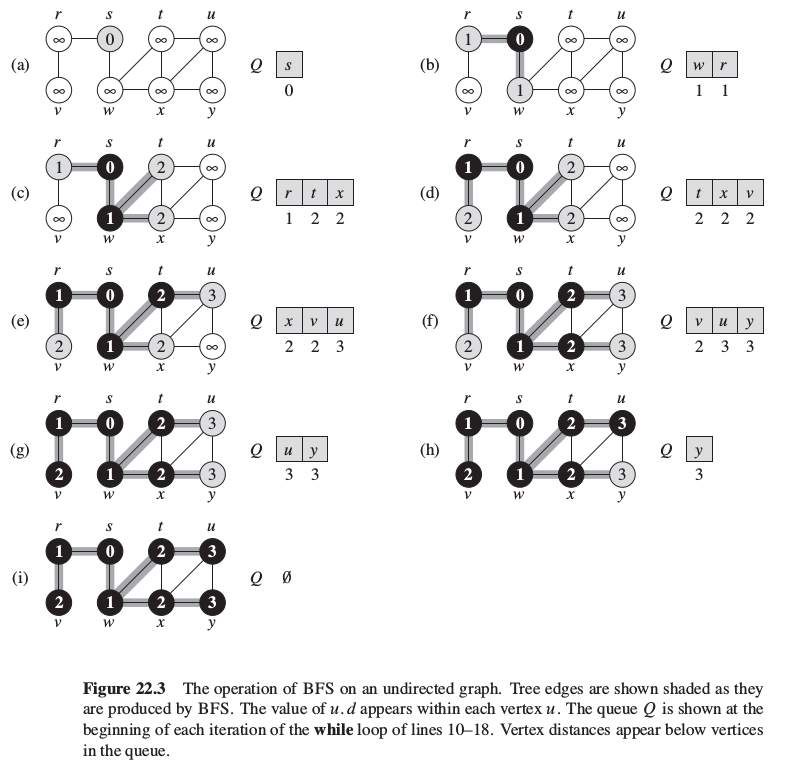 r s t u r s t u
(a) ∞ 0 ∞ ∞ Q s (b) 1 0 ∞ ∞ Q w r
∞ ∞ ∞ ∞ 0 ∞ 1 ∞ ∞ 1 1
v w x y v w x y
r s t u r s t u
(c) 1 0 2 ∞ Q r t x (d) 1 0 2 ∞ Q t x v
∞ 1 2 ∞ 1 2 2 2 1 2 ∞ 2 2 2
v w x y v w x y
r s t u r s t u
(e) 1 0 2 3 Q x v u (f) 1 0 2 3 Q v u y
2 1 2 ∞ 2 2 3 2 1 2 3 2 3 3
v w x y v w x y
r s t u r s t u
(g) 1 0 2 3 Q u y (h) 1 0 2 3 Q y
2 1 2 3 3 3 2 1 2 3 3
v w x y v w x y
r s t u
(i) 1 0 2 3 Q ∅
2 1 2 3
v w x y
Figure 22.3 The operation of BFS on an undirected graph. Tree edges are shown shaded as they
are produced by BFS. The value of u.d appears within each vertex u. The queue Q is shown at the
beginning of each iteration of the while loop of lines 10–18. Vertex distances appear below vertices
in the queue.